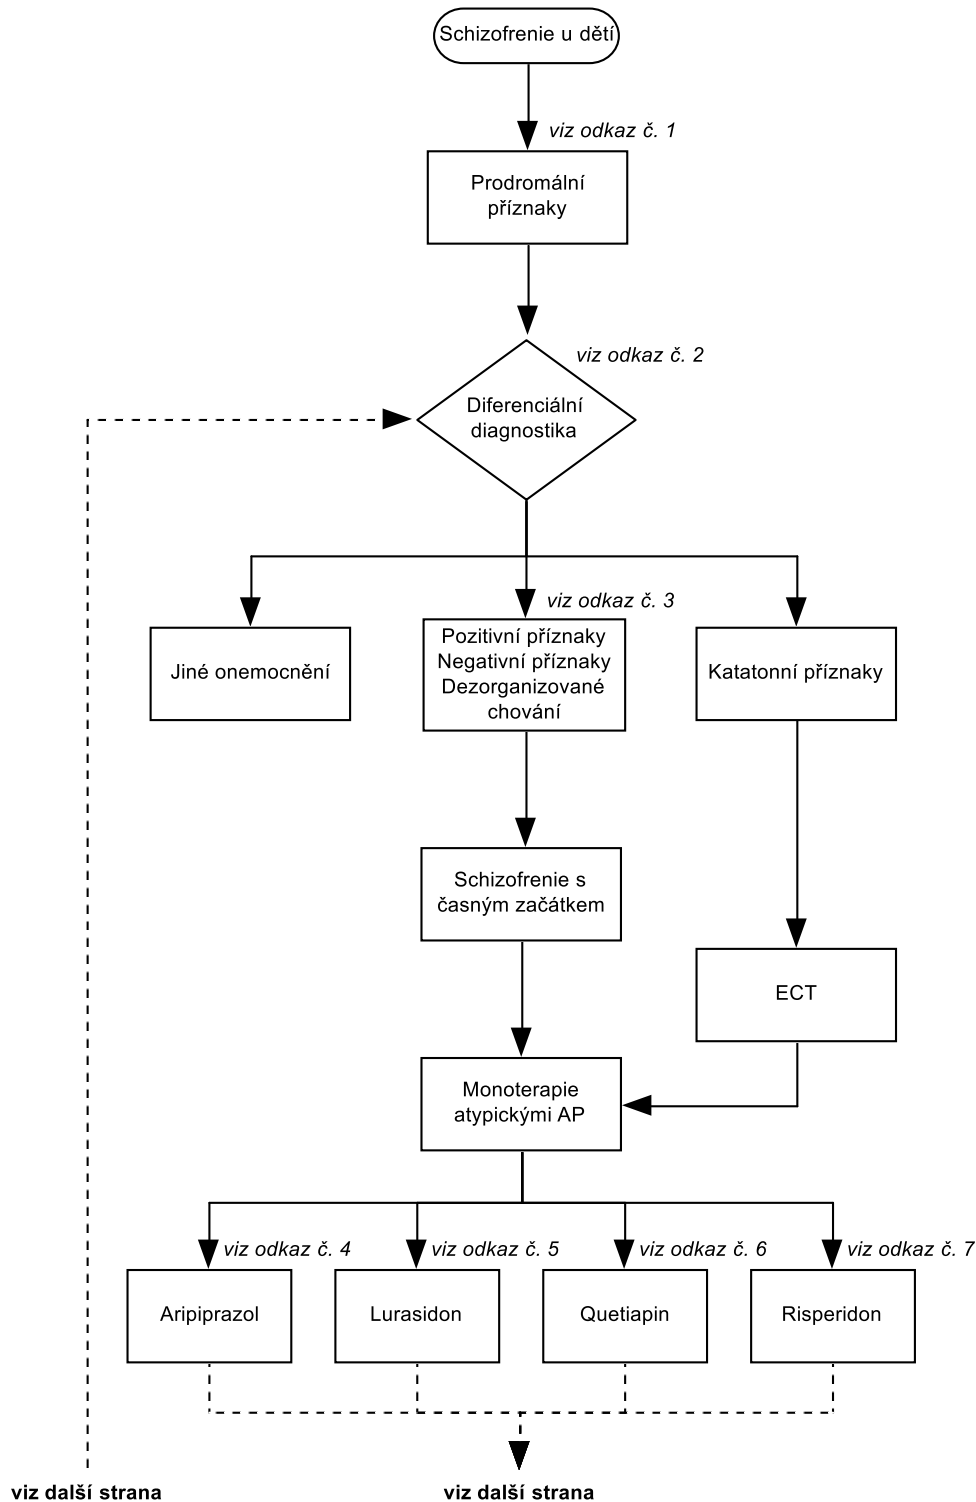 Schizofrenie u dětí
viz odkaz č. 1
Prodromální
příznaky
viz odkaz č. 2
Diferenciální
diagnostika
viz odkaz č. 3
Jiné onemocnění
Pozitivní příznaky
Negativní příznaky
Dezorganizované
chování
Katatonní příznaky
Schizofrenie s
časným začátkem
ECT
Monoterapie
atypickými AP
viz odkaz č. 4
viz odkaz č. 5
viz odkaz č. 6
viz odkaz č. 7
Aripiprazol
Lurasidon
Quetiapin
Risperidon
viz další strana
viz další strana